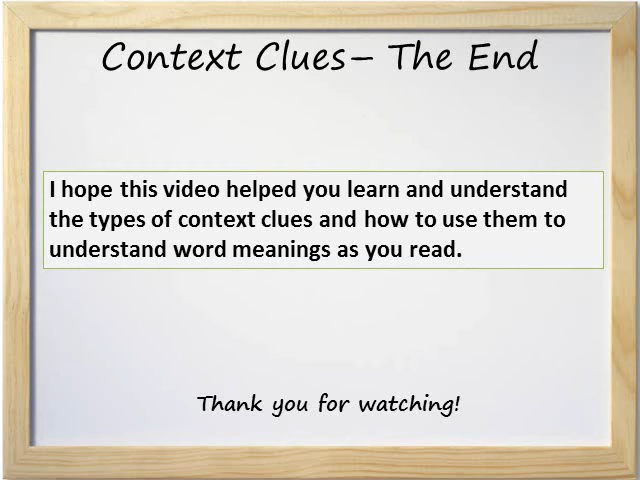 Context Clues– The End
I hope this video helped you learn and understand
the types of context clues and how to use them to
understand word meanings as you read.
Thank you for watching!